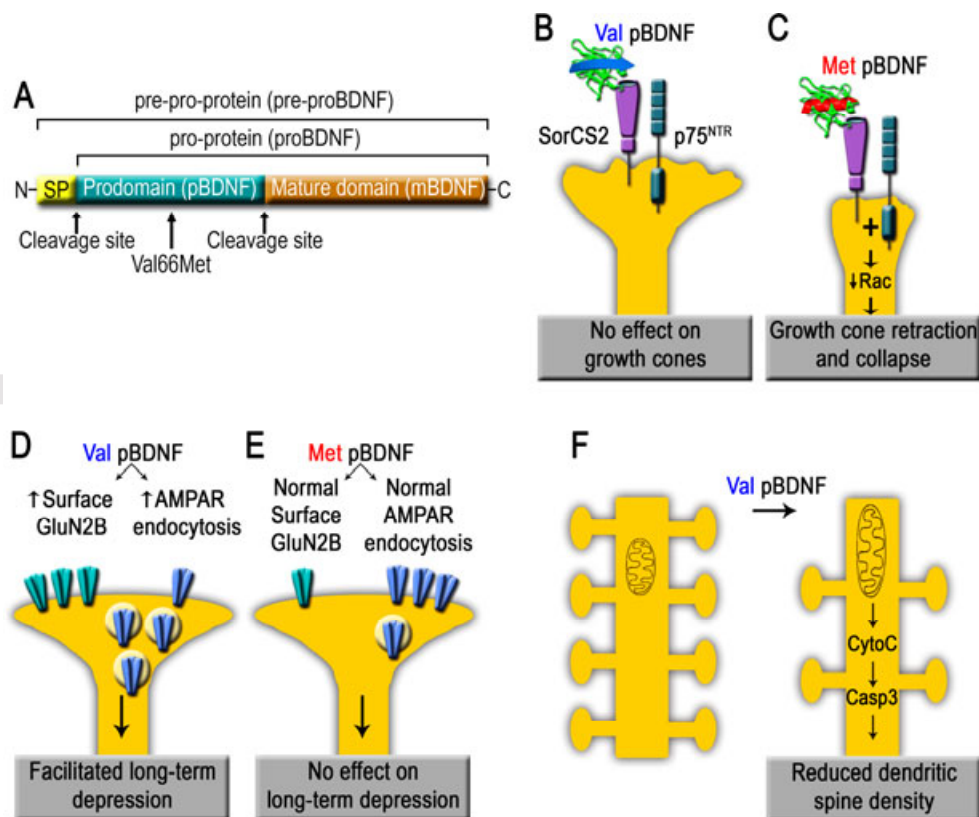 A
pre-pro-protein (pre-proBDNF)
pro-protein (proBDNF)
N
SP
Prodomain (pBDNF)
Mature domain (mBDNF)
C
Cleavage site
Val66Met
Cleavage site
B
Val pBDNF
SorCS2
p75NTR
No effect on
growth cones
C
Met pBDNF
+
↓Rac
Growth cone retraction
and collapse
D
Val pBDNF
↑Surface
GluN2B
↑AMPAR
endocytosis
Facilitated long-term
depression
E
Met pBDNF
Normal
Surface
GluN2B
Normal
AMPAR
endocytosis
No effect on
long-term depression
F
Val pBDNF
CytoC
Casp3
Reduced dendritic
spine density